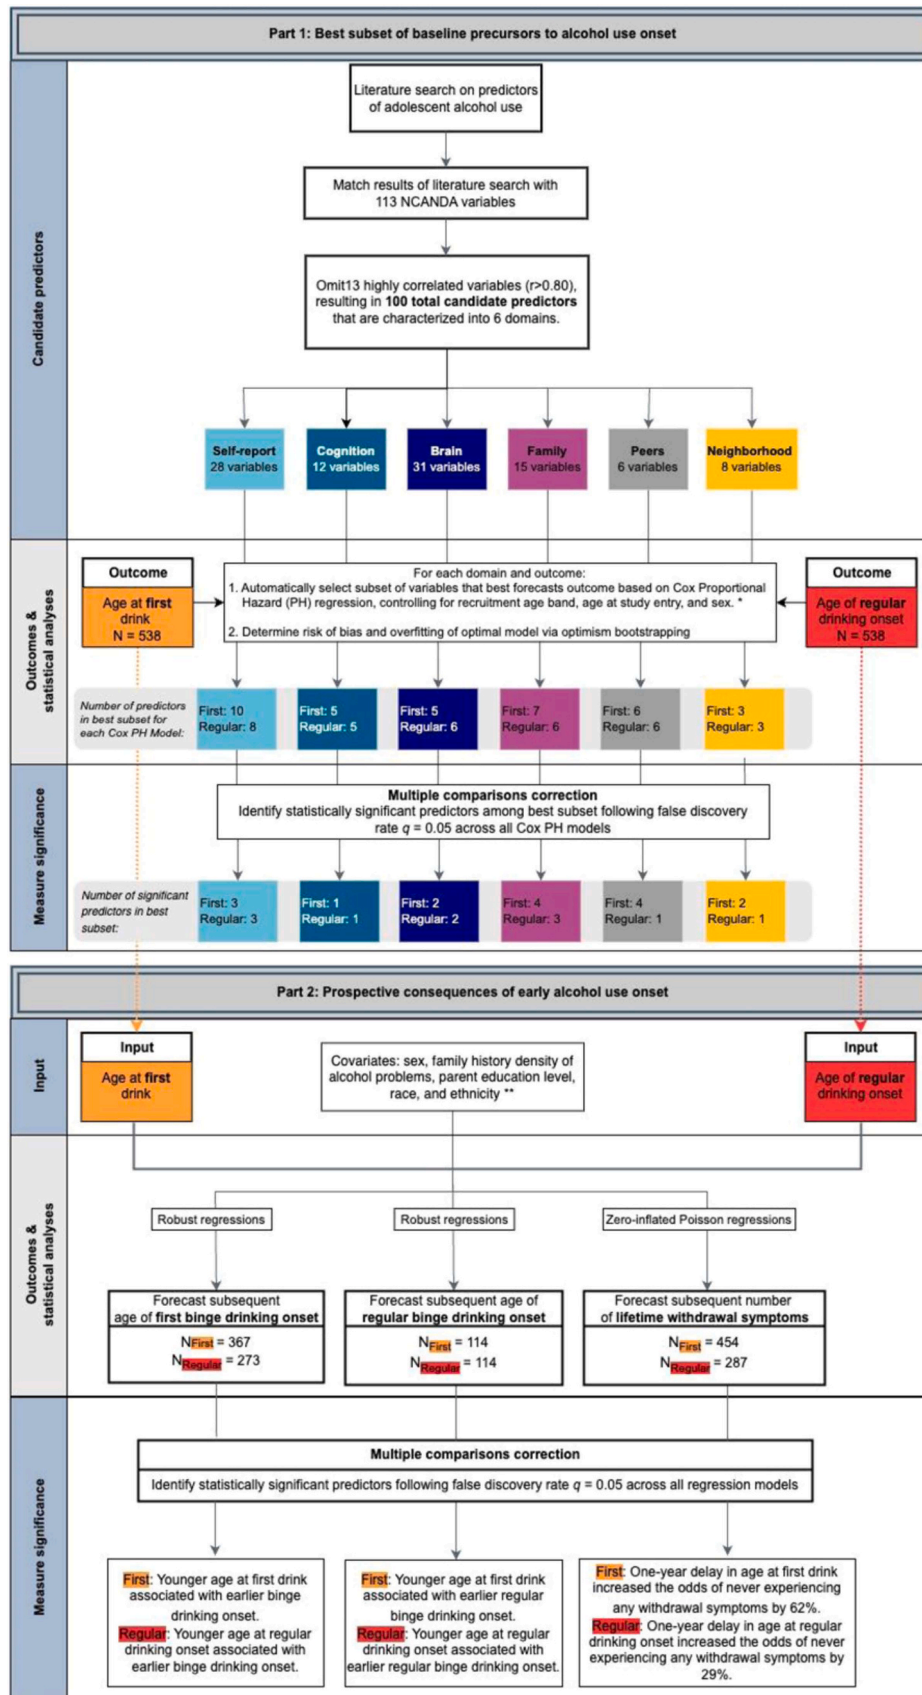 Part 1: Best subset of baseline precursors to alcohol use onset
Candidate predictors
Literature search on predictors
of adolescent alcohol use
Match results of literature search with
113 NCANDA variables
Omit13 highly correlated variables (r>0.80),
resulting in 100 total candidate predictors
that are characterized into 6 domains.
Self-report
28 variables
Cognition
12 variables
Brain
31 variables
Family
15 variables
Peers
6 variables
Neighborhood
8 variables
Outcomes &
statistical analyses
Outcome
Age at first
drink
N = 538
For each domain and outcome:
1. Automatically select subset of variables that best forecasts outcome based on Cox Proportional
Hazard (PH) regression, controlling for recruitment age band, age at study entry, and sex. *
2. Determine risk of bias and overfitting of optimal model via optimism bootstrapping
Outcome
Age of regular
drinking onset
N = 538
Number of predictors
in best subset for
each Cox PH Model:
First: 10
Regular: 8
First: 5
Regular: 5
First: 5
Regular: 6
First: 7
Regular: 6
First: 6
Regular: 6
First: 3
Regular: 3
Measure significance
Multiple comparisons correction
Identify statistically significant predictors among best subset following false discovery
rate q = 0.05 across all Cox PH models
Number of significant
predictors in best
subset:
First: 3
Regular: 3
First: 1
Regular: 1
First: 2
Regular: 2
First: 4
Regular: 3
First: 4
Regular: 1
First: 2
Regular: 1
Part 2: Prospective consequences of early alcohol use onset
Input
Input
Age at first
drink
Covariates: sex, family history density of
alcohol problems, parent education level,
race, and ethnicity **
Input
Age of regular
drinking onset
Outcomes &
statistical analyses
Robust regressions
Robust regressions
Zero-inflated Poisson regressions
Forecast subsequent
age of first binge drinking onset
NFirst = 367
NRegular = 273
Forecast subsequent age of
regular binge drinking onset
NFirst = 114
NRegular = 114
Forecast subsequent number
of lifetime withdrawal symptoms
NFirst = 454
NRegular = 287
Measure significance
Multiple comparisons correction
Identify statistically significant predictors following false discovery rate q = 0.05 across all regression models
First: Younger age at first drink
associated with earlier binge
drinking onset.
Regular: Younger age at regular
drinking onset associated with
earlier binge drinking onset.
First: Younger age at first drink
associated with earlier regular
binge drinking onset.
Regular: Younger age at regular
drinking onset associated with
earlier regular binge drinking onset.
First: One-year delay in age at first drink
increased the odds of never experiencing
any withdrawal symptoms by 62%.
Regular: One-year delay in age at regular
drinking onset increased the odds of never
experiencing any withdrawal symptoms by
29%.